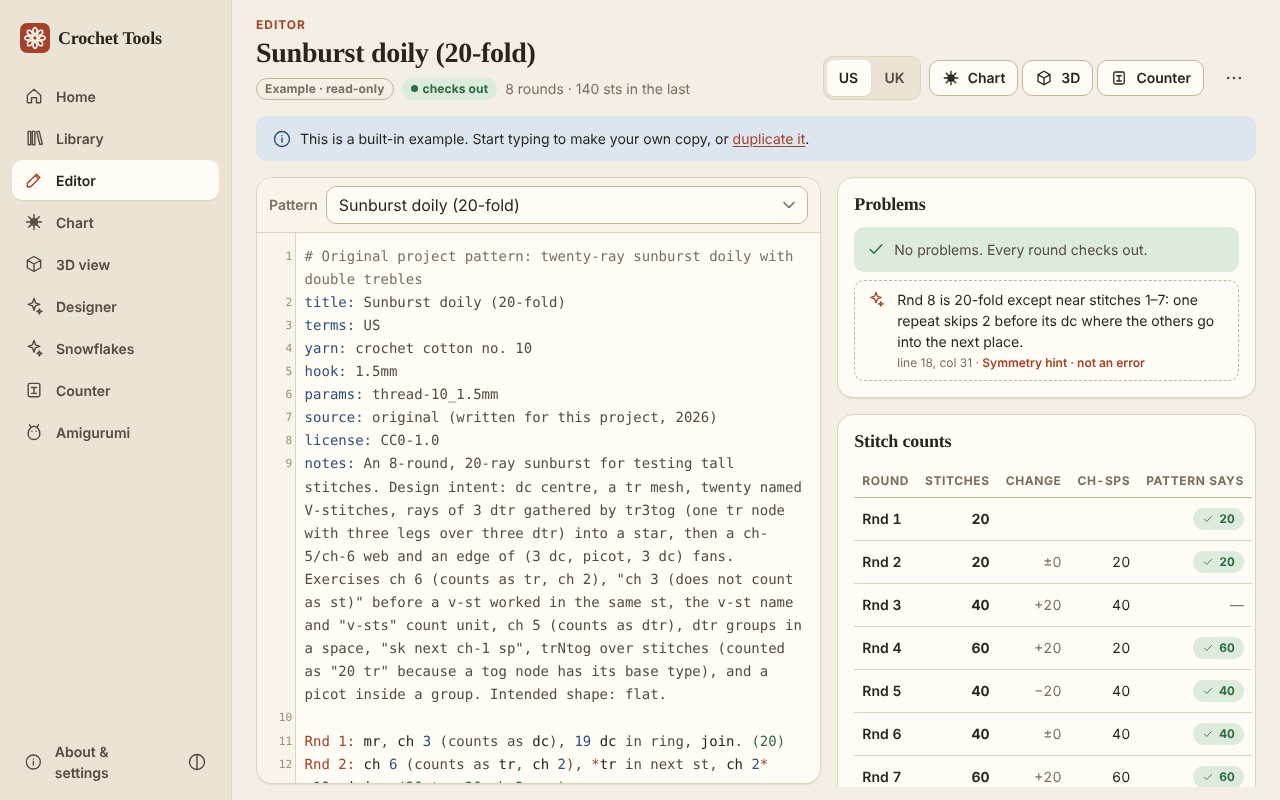 Crochet Tools
Home
Library
Editor
Chart
3D view
Designer
Snowflakes
Counter
Amigurumi
About &
settings
EDITOR
Sunburst doily (20-fold)
Example · read-only
checks out
8 rounds · 140 sts in the last
US
UK
Chart
3D
Counter
This is a built-in example. Start typing to make your own copy, or duplicate it.
Pattern
Sunburst doily (20-fold)
1 # Original project pattern: twenty-ray sunburst doily with
double trebles
2 title: Sunburst doily (20-fold)
3 terms: US
4 yarn: crochet cotton no. 10
5 hook: 1.5mm
6 params: thread-10_1.5mm
7 source: original (written for this project, 2026)
8 license: CC0-1.0
9 notes: An 8-round, 20-ray sunburst for testing tall
stitches. Design intent: dc centre, a tr mesh, twenty named
V-stitches, rays of 3 dtr gathered by tr3tog (one tr node
with three legs over three dtr) into a star, then a ch-
5/ch-6 web and an edge of (3 dc, picot, 3 dc) fans.
Exercises ch 6 (counts as tr, ch 2), "ch 3 (does not count
as st)" before a v-st worked in the same st, the v-st name
and "v-sts" count unit, ch 5 (counts as dtr), dtr groups in
a space, "sk next ch-1 sp", trNtog over stitches (counted
as "20 tr" because a tog node has its base type), and a
picot inside a group. Intended shape: flat.
10
11 Rnd 1: mr, ch 3 (counts as dc), 19 dc in ring, join. (20)
12 Rnd 2: ch 6 (counts as tr, ch 2), *tr in next st, ch 2*
Problems
No problems. Every round checks out.
Rnd 8 is 20-fold except near stitches 1–7: one
repeat skips 2 before its dc where the others go
into the next place.
line 18, col 31 · Symmetry hint · not an error
Stitch counts
ROUND STITCHES CHANGE CH-SPS PATTERN SAYS
Rnd 1 20 ✓ 20
Rnd 2 20 ±0 20 ✓ 20
Rnd 3 40 +20 40 —
Rnd 4 60 +20 20 ✓ 60
Rnd 5 40 −20 40 ✓ 40
Rnd 6 40 ±0 40 ✓ 40
Rnd 7 60 +20 60 ✓ 60